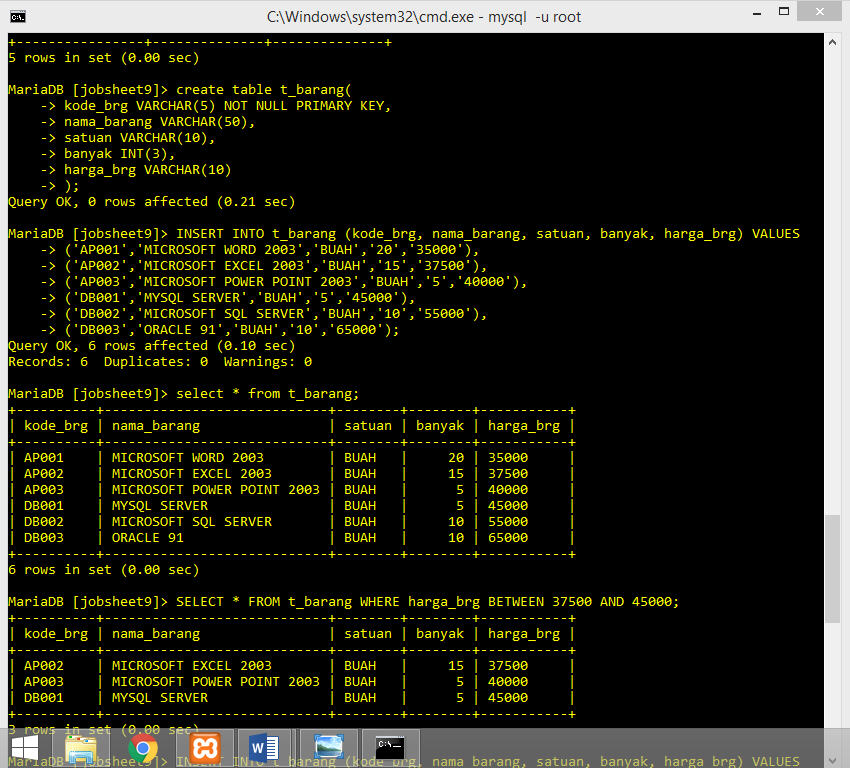 C:\Windows\system32\cmd.exe - mysql  -u root
+----------------+--------------+--------------+
5 rows in set (0.00 sec)

MariaDB [jobsheet9]> create table t_barang(
    -> kode_brg VARCHAR(5) NOT NULL PRIMARY KEY,
    -> nama_barang VARCHAR(50),
    -> satuan VARCHAR(10),
    -> banyak INT(3),
    -> harga_brg VARCHAR(10)
    -> );
Query OK, 0 rows affected (0.21 sec)

MariaDB [jobsheet9]> INSERT INTO t_barang (kode_brg, nama_barang, satuan, banyak, harga_brg) VALUES
    -> ('AP001','MICROSOFT WORD 2003','BUAH','20','35000'),
    -> ('AP002','MICROSOFT EXCEL 2003','BUAH','15','37500'),
    -> ('AP003','MICROSOFT POWER POINT 2003','BUAH','5','40000'),
    -> ('DB001','MYSQL SERVER','BUAH','5','45000'),
    -> ('DB002','MICROSOFT SQL SERVER','BUAH','10','55000'),
    -> ('DB003','ORACLE 91','BUAH','10','65000');
Query OK, 6 rows affected (0.10 sec)
Records: 6  Duplicates: 0  Warnings: 0

MariaDB [jobsheet9]> select * from t_barang;
+----------+----------------------------+--------+--------+-----------+
| kode_brg | nama_barang                | satuan | banyak | harga_brg |
+----------+----------------------------+--------+--------+-----------+
| AP001    | MICROSOFT WORD 2003        | BUAH   |     20 | 35000     |
| AP002    | MICROSOFT EXCEL 2003       | BUAH   |     15 | 37500     |
| AP003    | MICROSOFT POWER POINT 2003 | BUAH   |      5 | 40000     |
| DB001    | MYSQL SERVER               | BUAH   |      5 | 45000     |
| DB002    | MICROSOFT SQL SERVER       | BUAH   |     10 | 55000     |
| DB003    | ORACLE 91                  | BUAH   |     10 | 65000     |
+----------+----------------------------+--------+--------+-----------+
6 rows in set (0.00 sec)

MariaDB [jobsheet9]> SELECT * FROM t_barang WHERE harga_brg BETWEEN 37500 AND 45000;
+----------+----------------------------+--------+--------+-----------+
| kode_brg | nama_barang                | satuan | banyak | harga_brg |
+----------+----------------------------+--------+--------+-----------+
| AP002    | MICROSOFT EXCEL 2003       | BUAH   |     15 | 37500     |
| AP003    | MICROSOFT POWER POINT 2003 | BUAH   |      5 | 40000     |
| DB001    | MYSQL SERVER               | BUAH   |      5 | 45000     |
+----------+----------------------------+--------+--------+-----------+
3 rows in set (0.00 sec)
INSERT INTO t_barang (kode_brg, nama_barang, satuan, banyak, harga_brg) VALUES